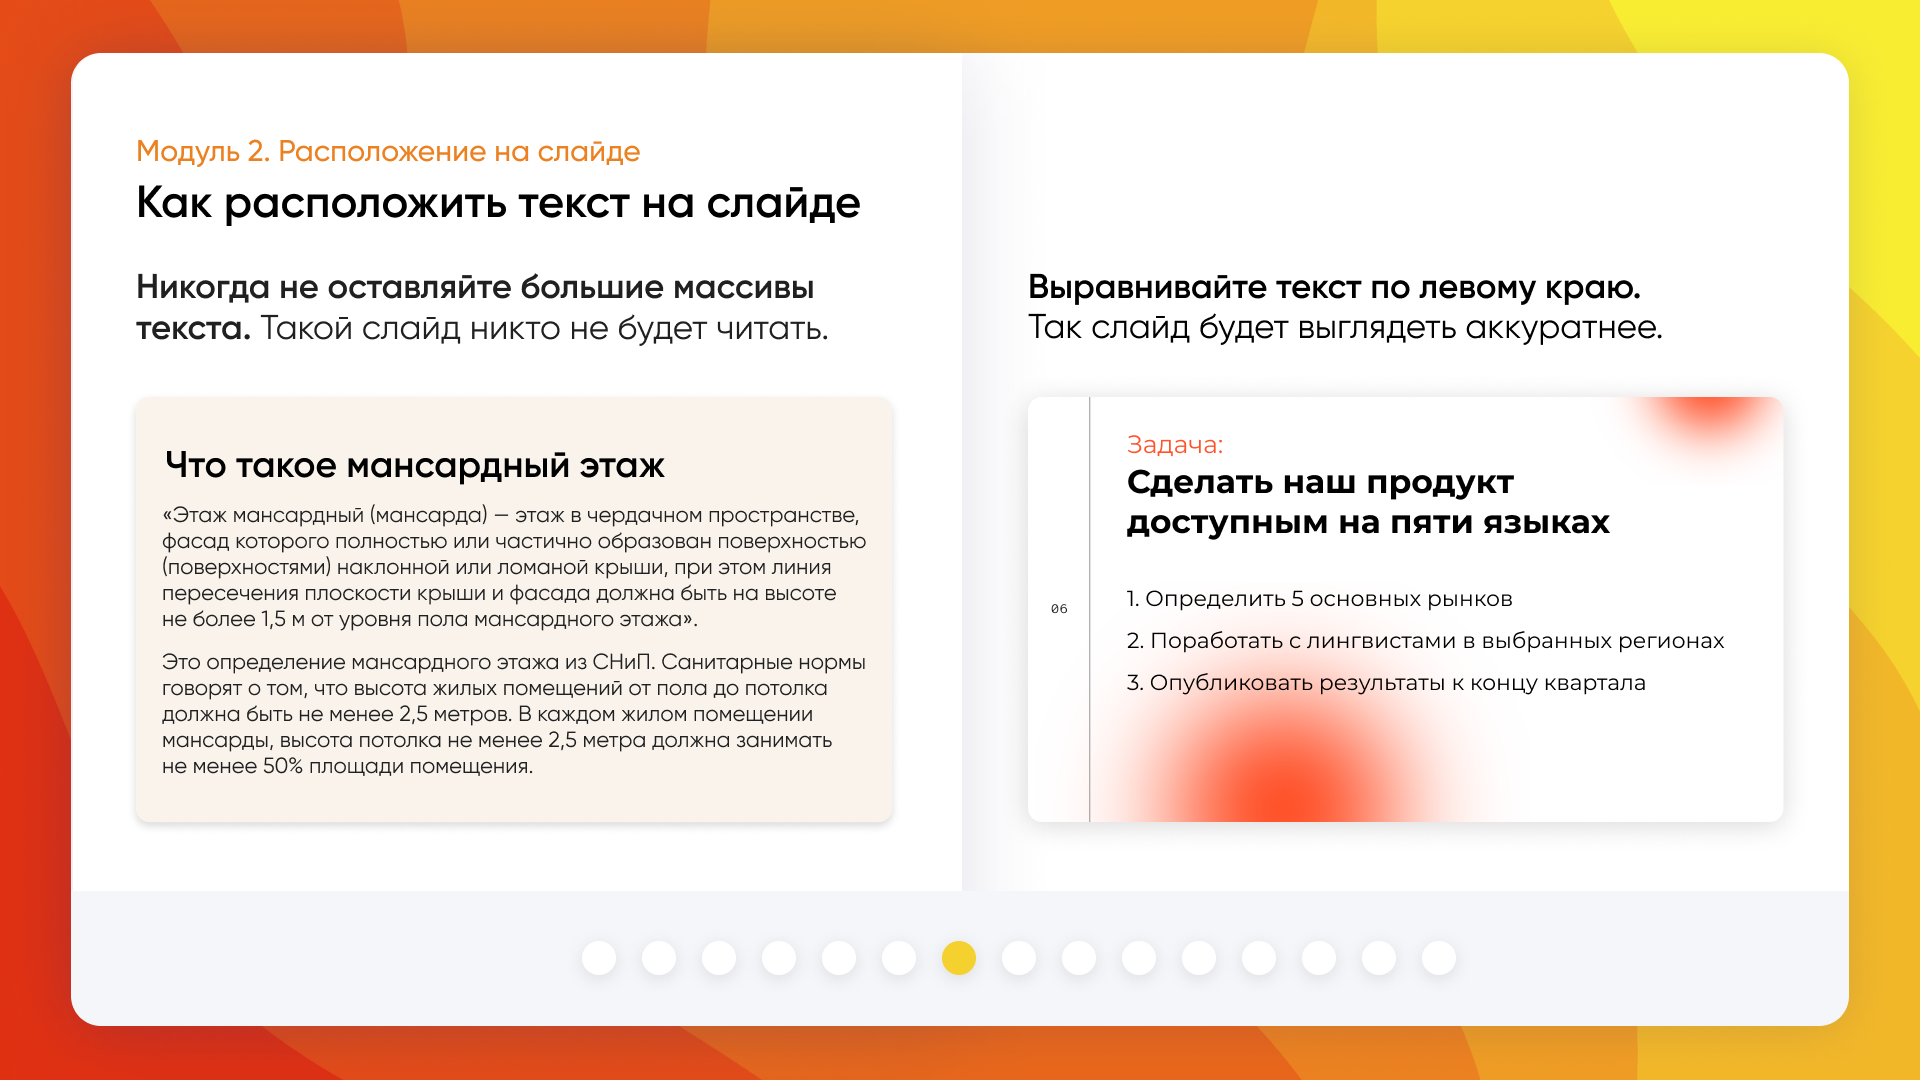 Модуль 2. Расположение на слайде
Как расположить текст на слайде
Никогда не оставляйте большие массивы
текста. Такой слайд никто не будет читать.
Что такое мансардный этаж
«Этаж мансардный (мансарда) — этаж в чердачном пространстве,
фасад которого полностью или частично образован поверхностью
(поверхностями) наклонной или ломаной крыши, при этом линия
пересечения плоскости крыши и фасада должна быть на высоте
не более 1,5 м от уровня пола мансардного этажа».
Это определение мансардного этажа из СНиП. Санитарные нормы
говорят о том, что высота жилых помещений от пола до потолка
должна быть не менее 2,5 метров. В каждом жилом помещении
мансарды, высота потолка не менее 2,5 метра должна занимать
не менее 50% площади помещения.
Выравнивайте текст по левому краю.
Так слайд будет выглядеть аккуратнее.
Задача:
Сделать наш продукт
доступным на пяти языках
1. Определить 5 основных рынков
2. Поработать с лингвистами в выбранных регионах
3. Опубликовать результаты к концу квартала
06